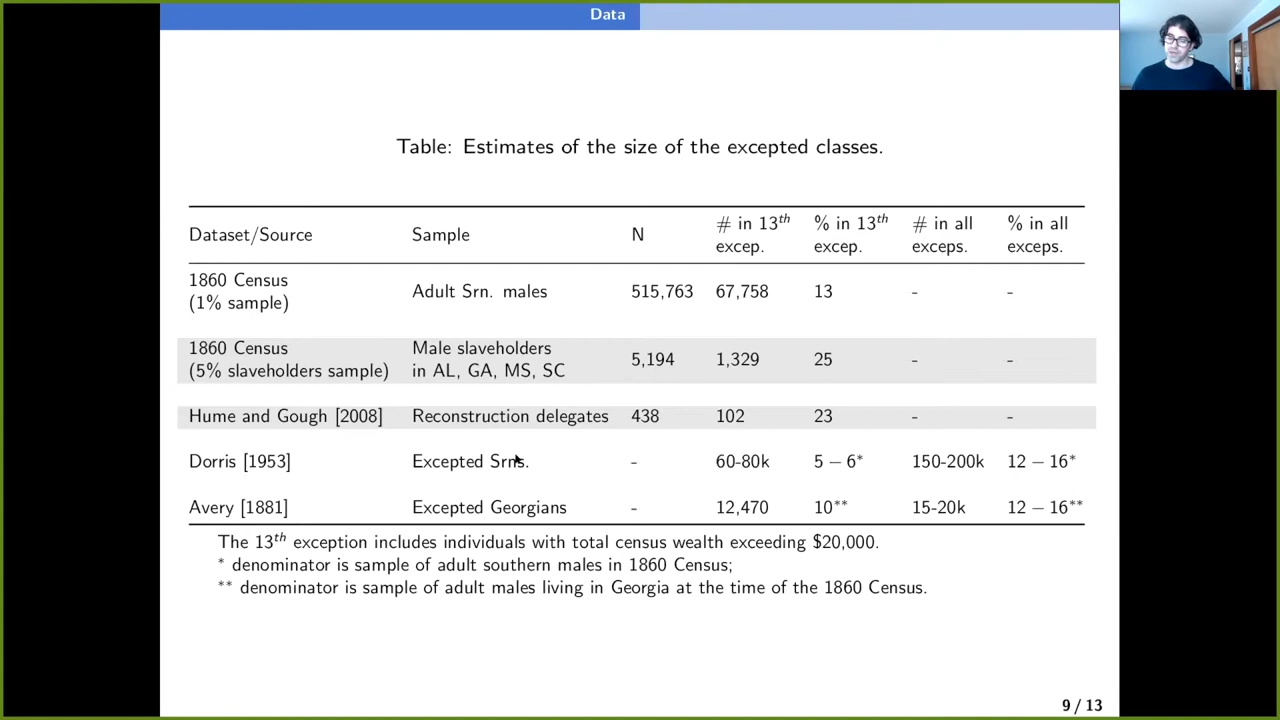 Data
Table: Estimates of the size of the excepted classes.
Dataset/Source Sample N # in 13th excep. % in 13th excep. # in all exceps. % in all exceps.
1860 Census (1% sample) Adult Srn. males 515,763 67,758 13 - -
1860 Census (5% slaveholders sample) Male slaveholders in AL, GA, MS, SC 5,194 1,329 25 - -
Hume and Gough [2008] Reconstruction delegates 438 102 23 - -
Dorris [1953] Excepted Srns. - 60-80k 5 − 6* 150-200k 12 − 16*
Avery [1881] Excepted Georgians - 12,470 10** 15-20k 12 − 16**
The 13th exception includes individuals with total census wealth exceeding $20,000.
* denominator is sample of adult southern males in 1860 Census;
** denominator is sample of adult males living in Georgia at the time of the 1860 Census.
9 / 13